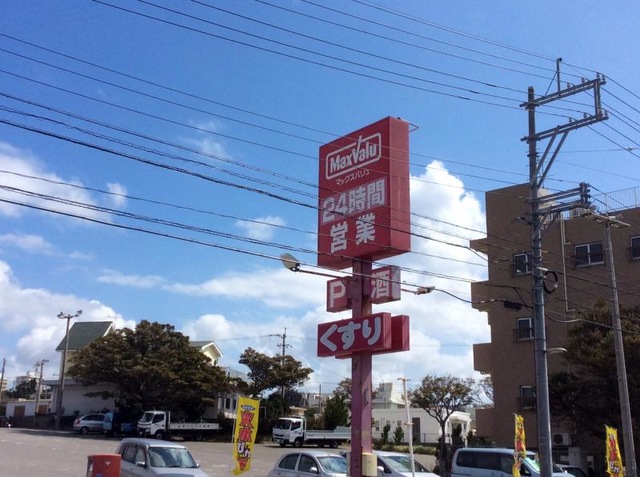 MaxValu
マックスバリュ
24時間
営業
P
酒
くすり